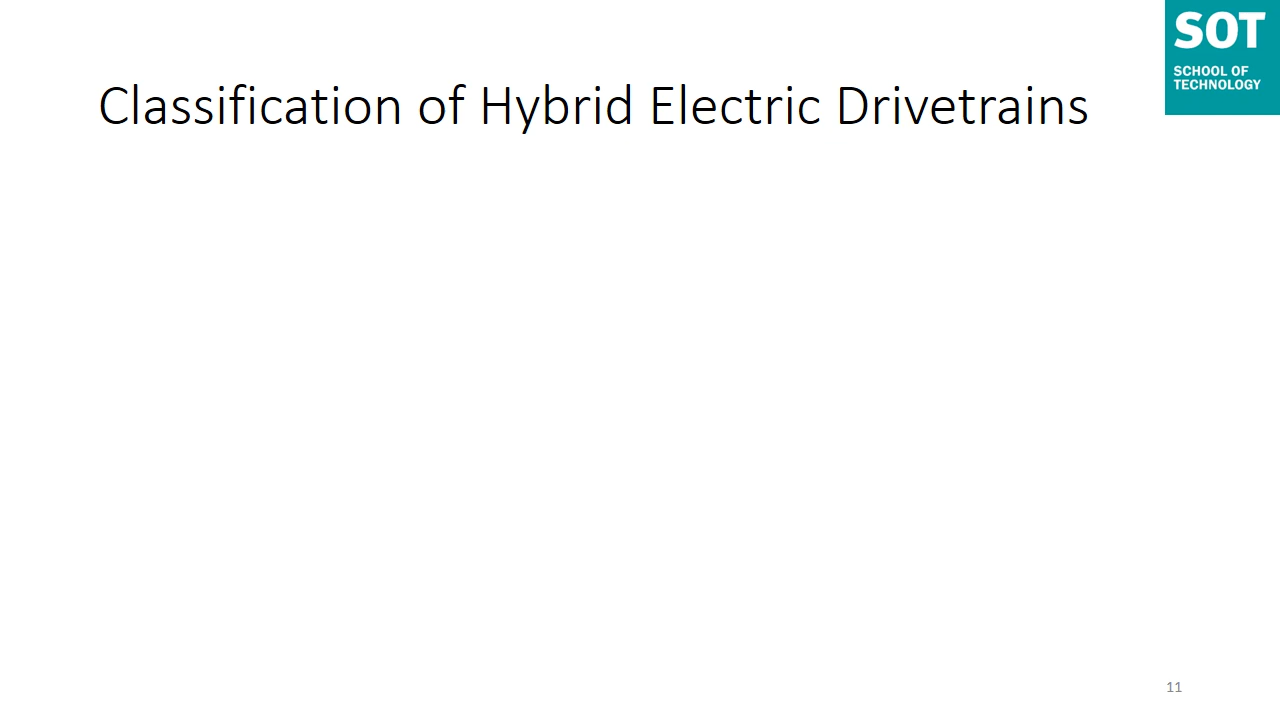 SOT
SCHOOL OF
TECHNOLOGY
Classification of Hybrid Electric Drivetrains
11